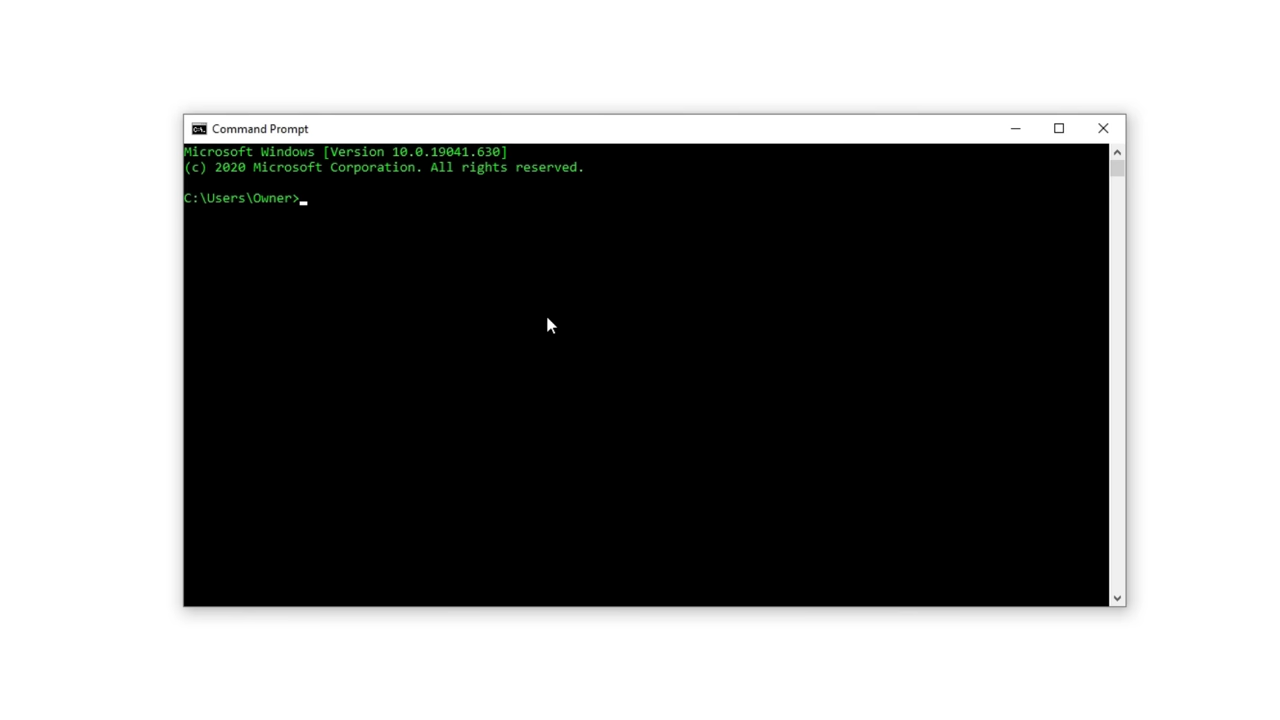 Command Prompt
Microsoft Windows [Version 10.0.19041.630]
(c) 2020 Microsoft Corporation. All rights reserved.
C:\Users\Owner>